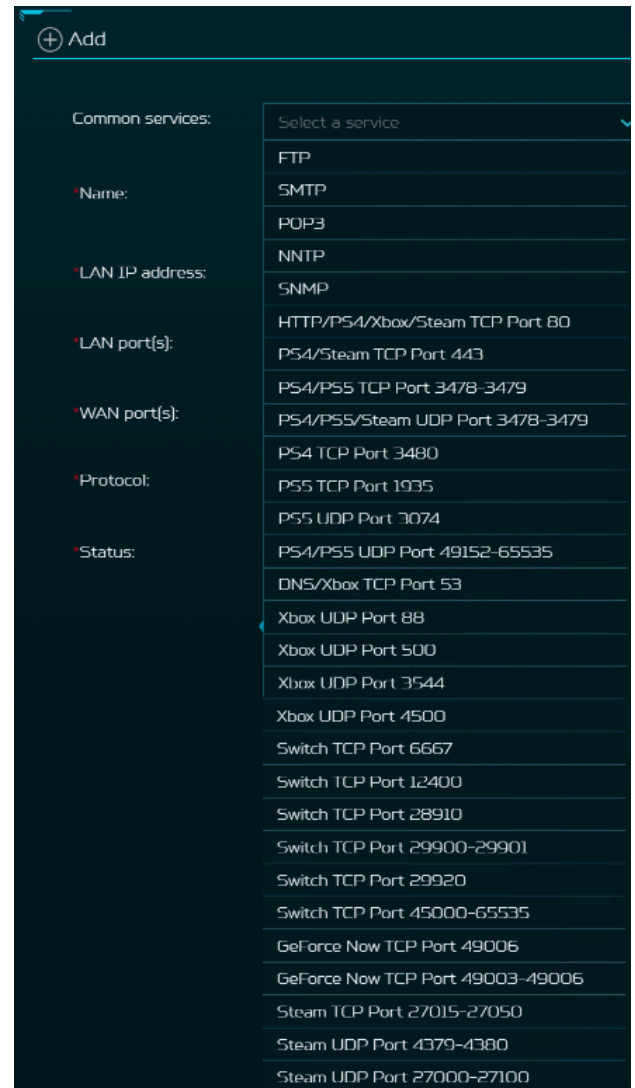 Add
Common services:
Select a service
FTP
*Name:
SMTP
POP3
NNTP
*LAN IP address:
SNMP
HTTP/PS4/Xbox/Steam TCP Port 80
*LAN port(s):
PS4/Steam TCP Port 443
PS4/PS5 TCP Port 3478-3479
*WAN port(s):
PS4/PS5/Steam UDP Port 3478-3479
PS4 TCP Port 3480
*Protocol:
PS5 TCP Port 1935
PS5 UDP Port 3074
*Status:
PS4/PS5 UDP Port 49152-65535
DNS/Xbox TCP Port 53
Xbox UDP Port 88
Xbox UDP Port 500
Xbox UDP Port 3544
Xbox UDP Port 4500
Switch TCP Port 6667
Switch TCP Port 12400
Switch TCP Port 28910
Switch TCP Port 29900-29901
Switch TCP Port 29920
Switch TCP Port 45000-65535
GeForce Now TCP Port 49006
GeForce Now TCP Port 49003-49006
Steam TCP Port 27015-27050
Steam UDP Port 4379-4380
Steam UDP Port 27000-27100